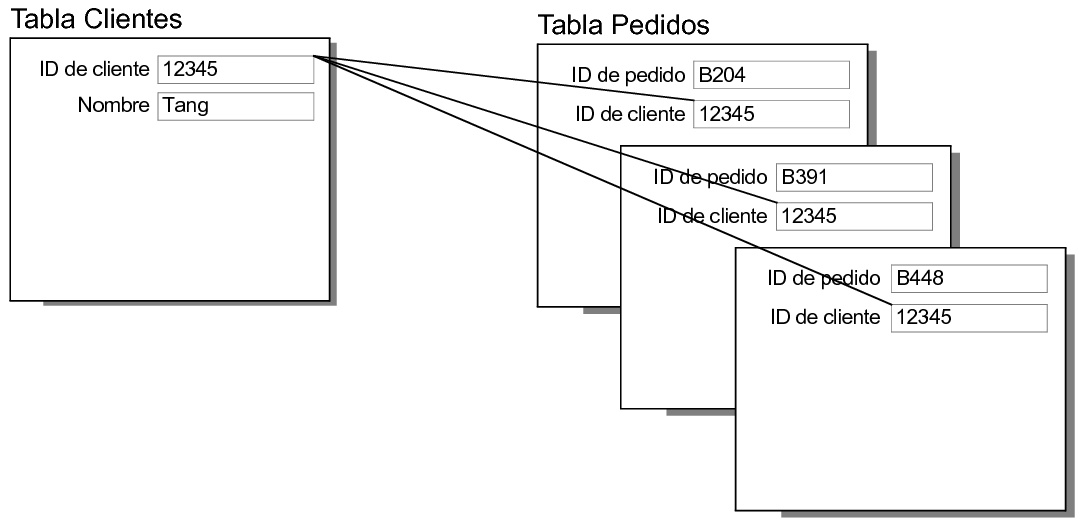 Tabla Clientes
ID de cliente 12345
Nombre Tang
Tabla Pedidos
ID de pedido B204
ID de cliente 12345
ID de pedido B391
ID de cliente 12345
ID de pedido B448
ID de cliente 12345